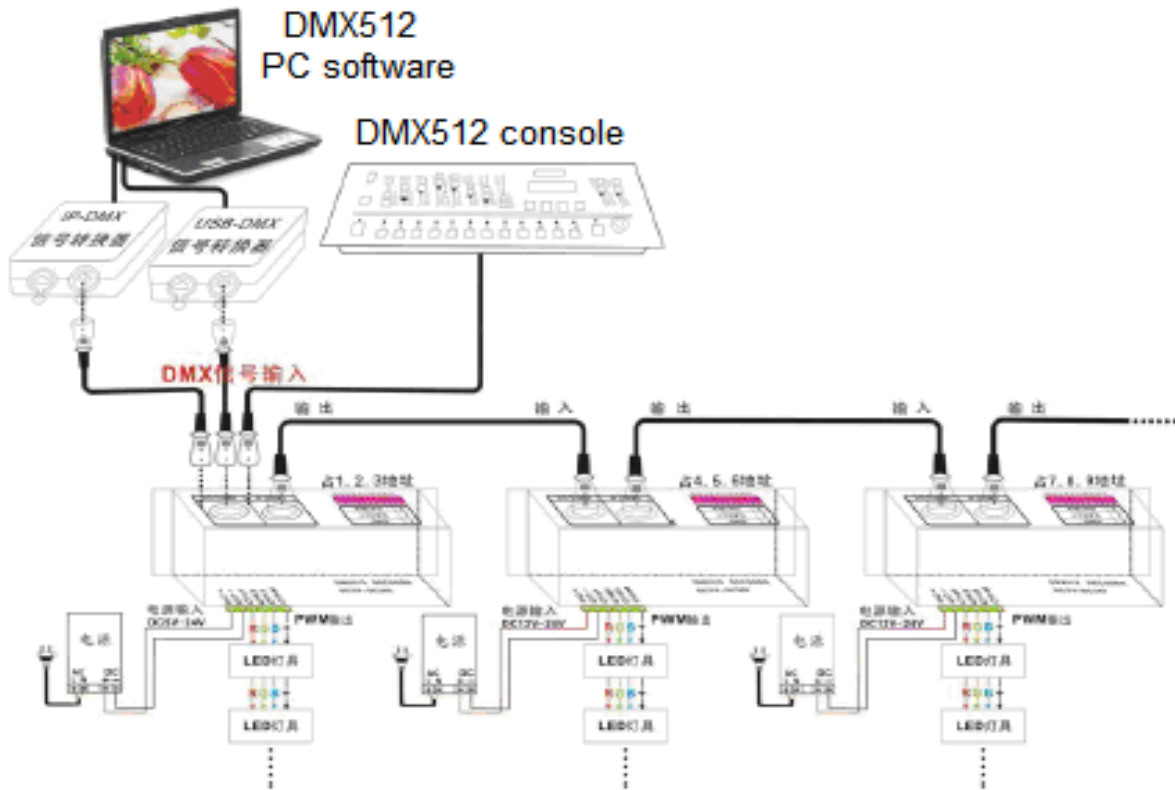 DMX512
PC software
DMX512 console
IP-DMX
信号转换器
USB-DMX
信号转换器
DMX信号输入
输出
输入
输出
输入
输出
占1.2.3地址
占4.5.6地址
占7.8.9地址
电源输入
DC5V-24V
PWM输出
电源
AC
DC
R G B
LED灯具
R G B
LED灯具
电源输入
DC12V-24V
PWM输出
电源
AC
DC
R G B
LED灯具
R G B
LED灯具
电源输入
DC12V-24V
PWM输出
电源
AC
DC
R G B
LED灯具
R G B
LED灯具